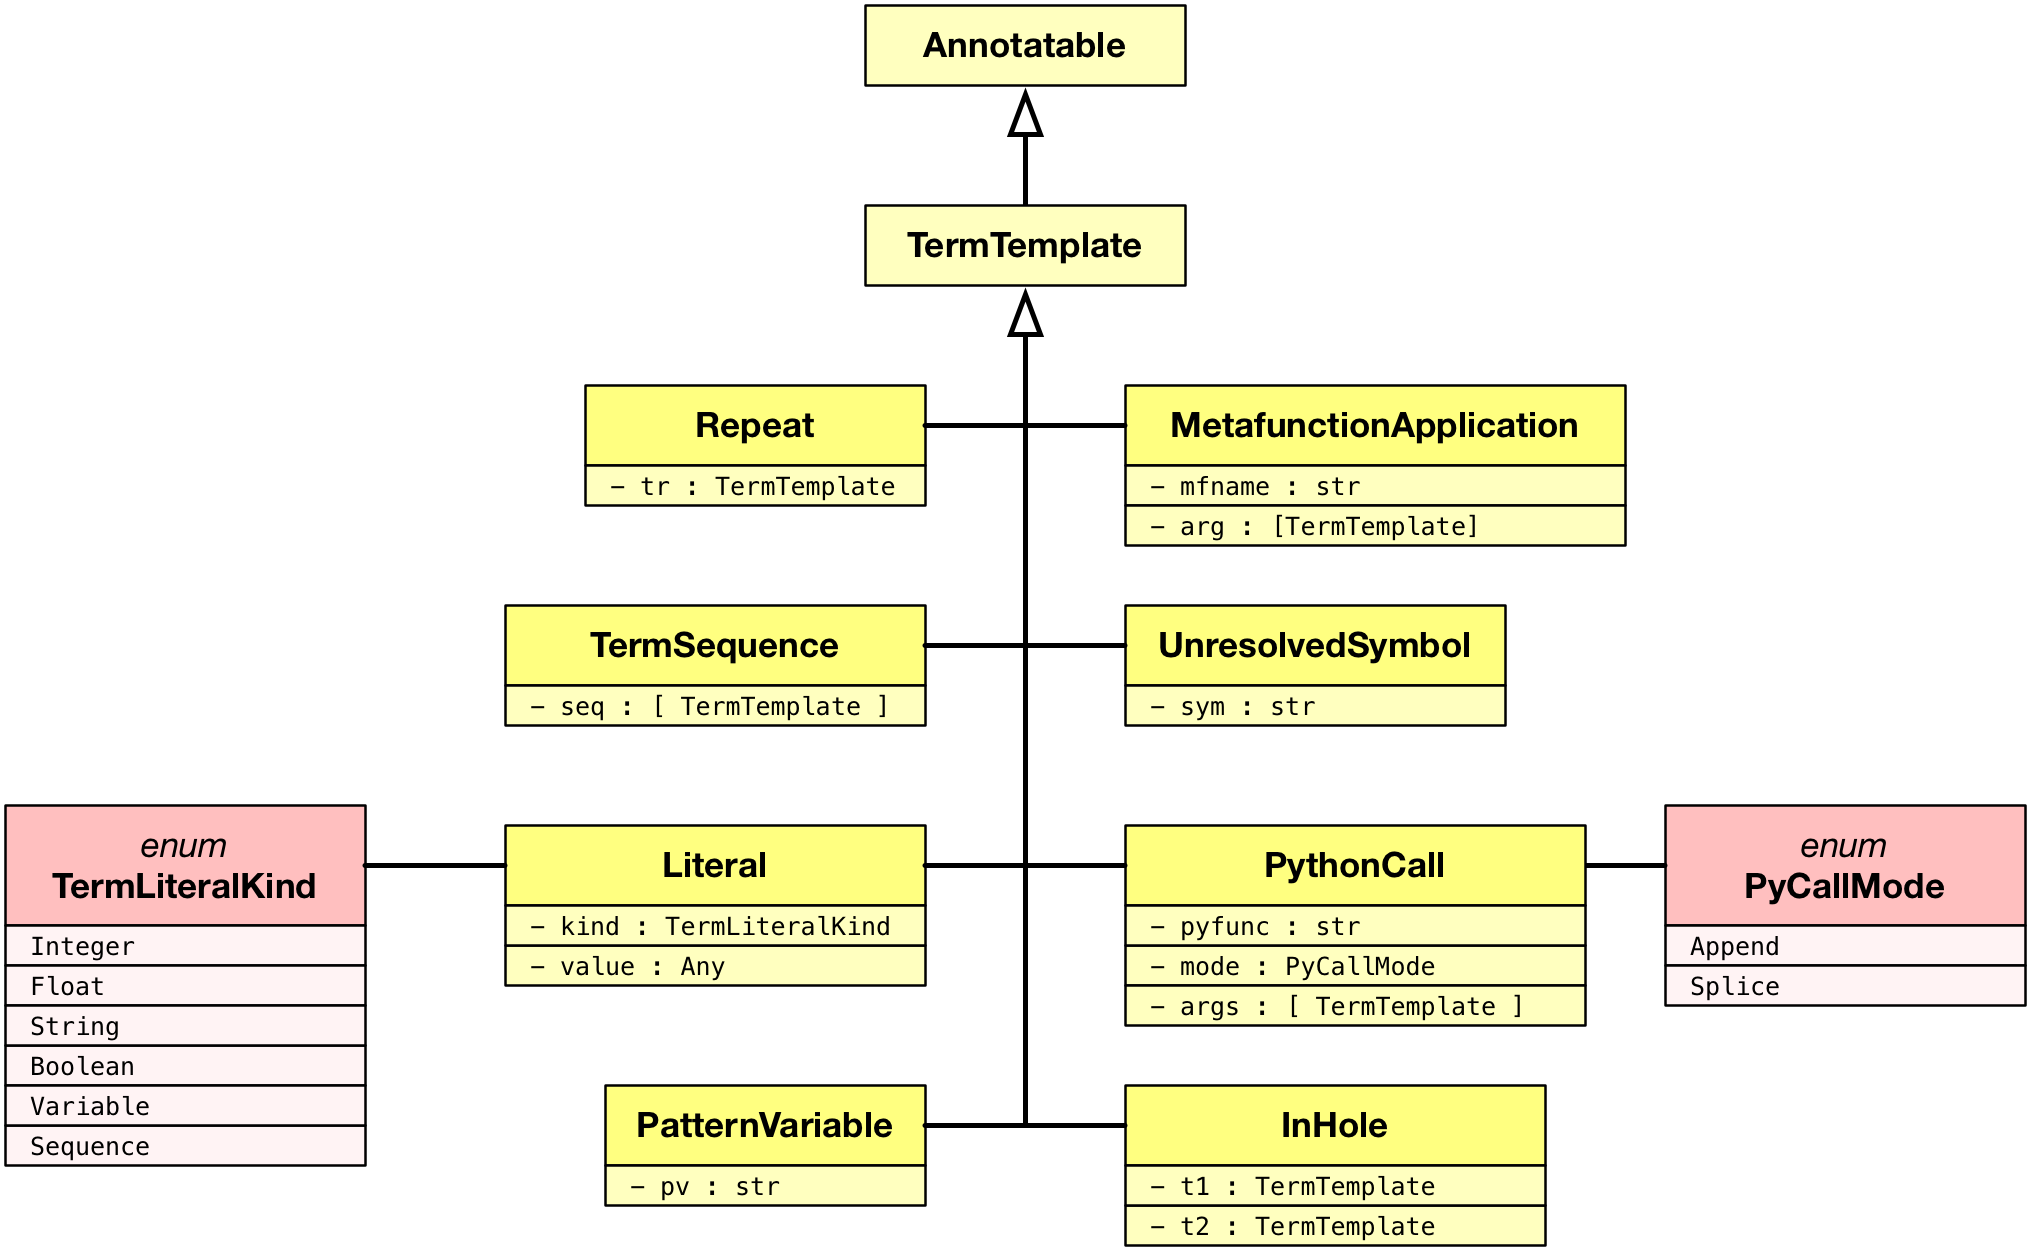 Annotatable
TermTemplate
Repeat
- tr : TermTemplate
MetafunctionApplication
- mfname : str
- arg : [TermTemplate]
TermSequence
- seq : [ TermTemplate ]
UnresolvedSymbol
- sym : str
enum
TermLiteralKind
Integer
Float
String
Boolean
Variable
Sequence
Literal
- kind : TermLiteralKind
- value : Any
PythonCall
- pyfunc : str
- mode : PyCallMode
- args : [ TermTemplate ]
enum
PyCallMode
Append
Splice
PatternVariable
- pv : str
InHole
- t1 : TermTemplate
- t2 : TermTemplate